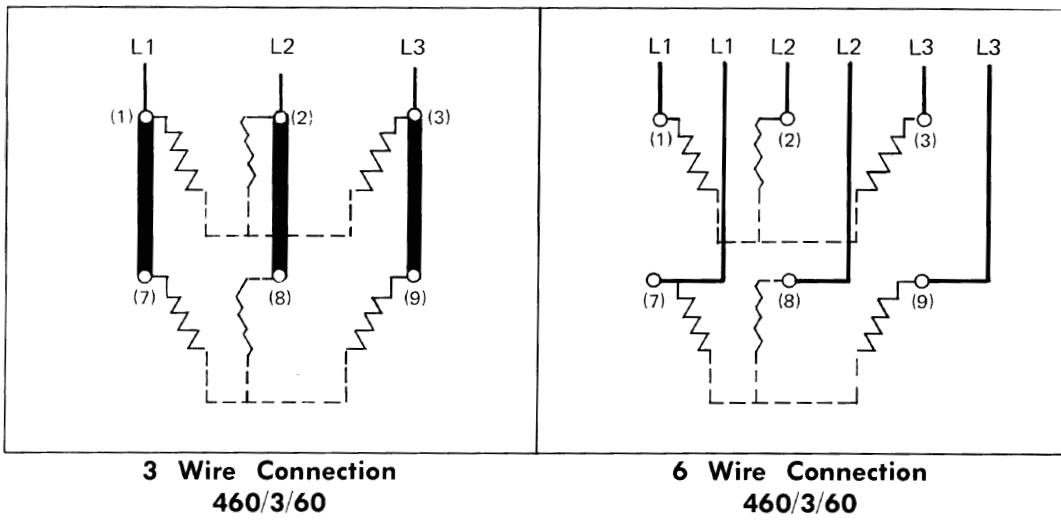 L1 L2 L3
(1) (2) (3)
(7) (8) (9)
3 Wire Connection
460/3/60
L1 L1 L2 L2 L3 L3
(1) (2) (3)
(7) (8) (9)
6 Wire Connection
460/3/60